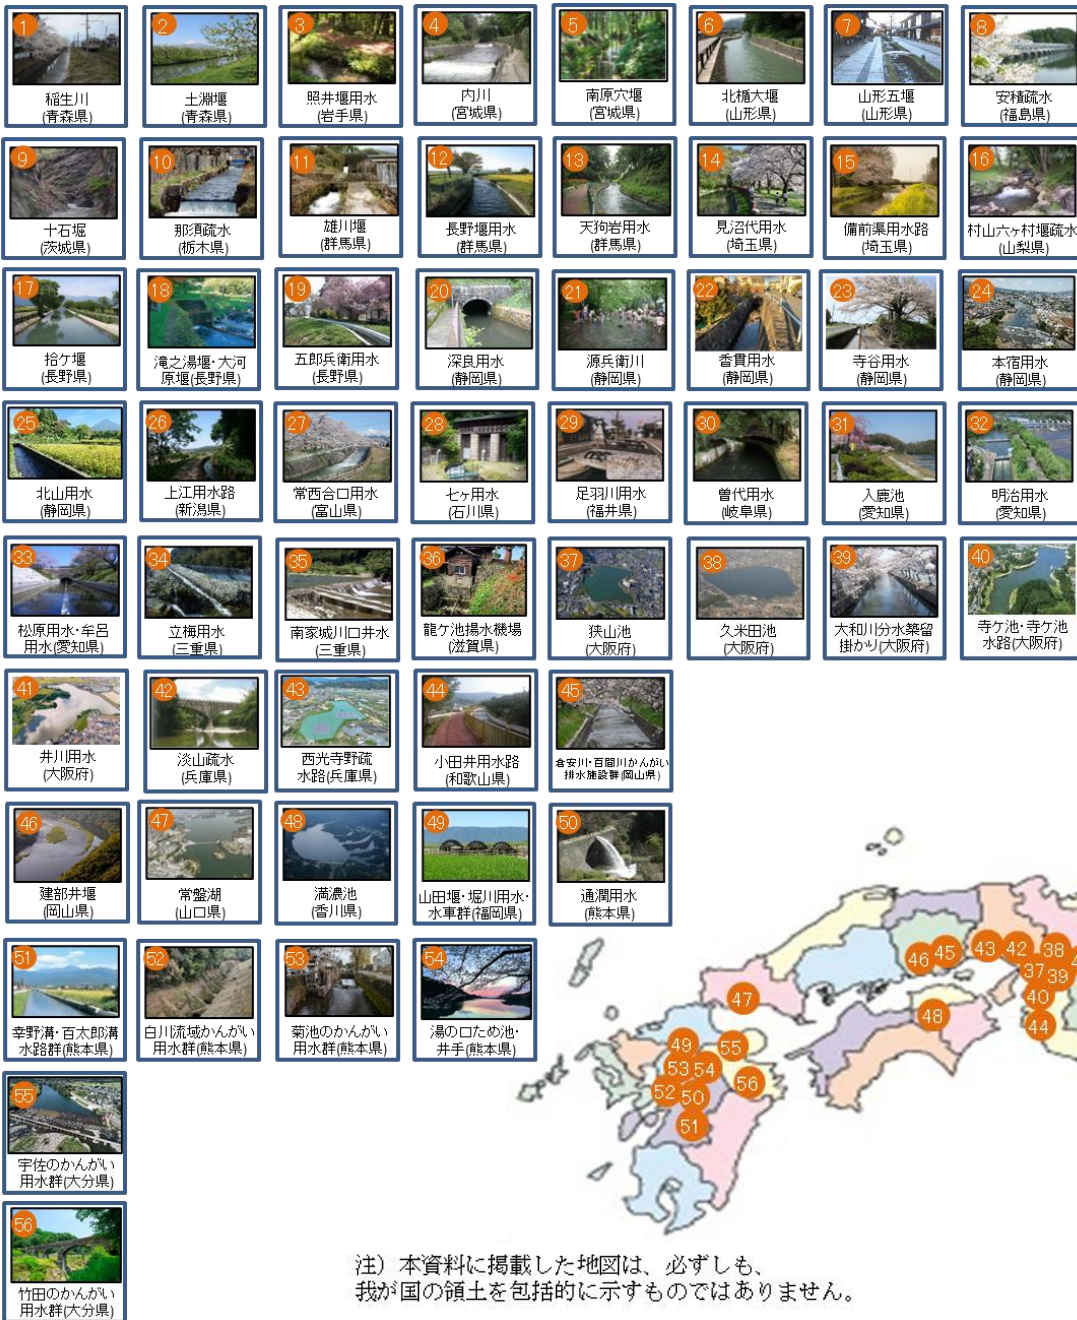 1
稲生川
(青森県)
2
土淵堰
(青森県)
3
照井堰用水
(岩手県)
4
内川
(宮城県)
5
南原穴堰
(宮城県)
6
北楯大堰
(山形県)
7
山形五堰
(山形県)
8
安積疏水
(福島県)
9
十石堀
(茨城県)
10
那須疏水
(栃木県)
11
雄川堰
(群馬県)
12
長野堰用水
(群馬県)
13
天狗岩用水
(群馬県)
14
見沼代用水
(埼玉県)
15
備前渠用水路
(埼玉県)
16
村山六ヶ村堰疏水
(山梨県)
17
拾ケ堰
(長野県)
18
滝之湯堰・大河
原堰(長野県)
19
五郎兵衛用水
(長野県)
20
深良用水
(静岡県)
21
源兵衛川
(静岡県)
22
香貫用水
(静岡県)
23
寺谷用水
(静岡県)
24
本宿用水
(静岡県)
25
北山用水
(静岡県)
26
上江用水路
(新潟県)
27
常西合口用水
(富山県)
28
七ヶ用水
(石川県)
29
足羽川用水
(福井県)
30
曽代用水
(岐阜県)
31
入鹿池
(愛知県)
32
明治用水
(愛知県)
33
松原用水・牟呂
用水(愛知県)
34
立梅用水
(三重県)
35
南家城川口井水
(三重県)
36
龍ケ池揚水機場
(滋賀県)
37
狭山池
(大阪府)
38
久米田池
(大阪府)
39
大和川分水築留
掛かり(大阪府)
40
寺ケ池・寺ケ池
水路(大阪府)
41
井川用水
(大阪府)
42
淡山疏水
(兵庫県)
43
西光寺野疏
水路(兵庫県)
44
小田井用水路
(和歌山県)
45
倉安川・百間川かんがい
排水施設群(岡山県)
46
建部井堰
(岡山県)
47
常盤湖
(山口県)
48
満濃池
(香川県)
49
山田堰・堀川用水・
水車群(福岡県)
50
通潤用水
(熊本県)
51
幸野溝・百太郎溝
水路群(熊本県)
52
白川流域かんがい
用水群(熊本県)
53
菊池のかんがい
用水群(熊本県)
54
湯の口ため池・
井手(熊本県)
55
宇佐のかんがい
用水群(大分県)
56
竹田のかんがい
用水群(大分県)
46 45 43 42 38
37 39
40
44
47
48
49 55
53 54
52 50 56
51
注）本資料に掲載した地図は、必ずしも、
我が国の領土を包括的に示すものではありません。